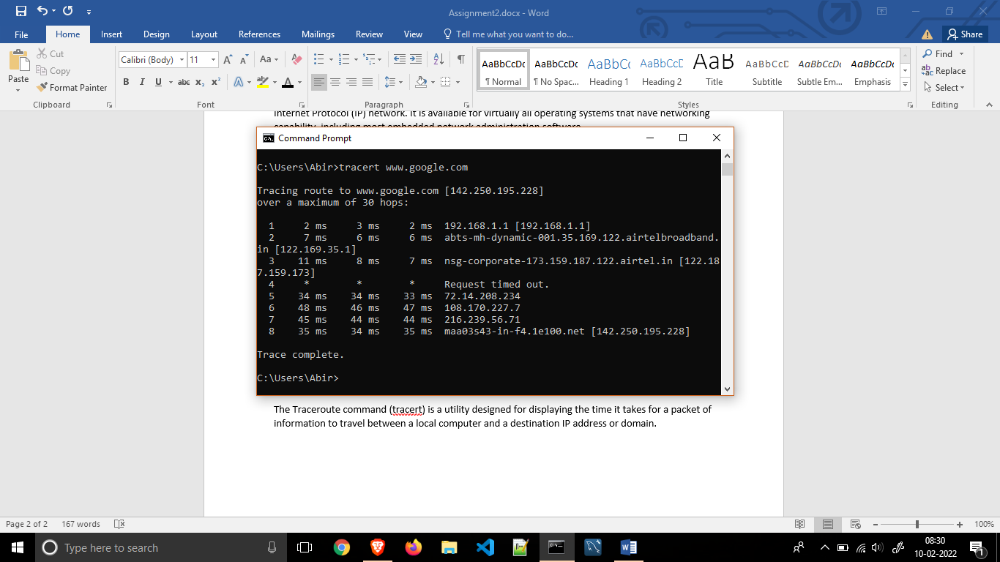 Assignment2.docx - Word
File Home Insert Design Layout References Mailings Review View Tell me what you want to do... Share
Paste
Cut
Copy
Format Painter
Clipboard
Calibri (Body) 11 Aa
B I U abc x₂ x² A aby A
Font
Paragraph
AaBbCcDc AaBbCcDc AaBbCc AaBbCcD AaB AaBbCcD AaBbCcDc AaBbCcDc
¶ Normal ¶ No Spac... Heading 1 Heading 2 Title Subtitle Subtle Em... Emphasis
Styles
Find
Replace
Select
Editing
Internet Protocol (IP) network. It is available for virtually all operating systems that have networking
capability, including most embedded network administration software.
Command Prompt
C:\Users\Abir>tracert www.google.com
Tracing route to www.google.com [142.250.195.228]
over a maximum of 30 hops:
1 2 ms 3 ms 2 ms 192.168.1.1 [192.168.1.1]
2 7 ms 6 ms 6 ms abts-mh-dynamic-001.35.169.122.airtelbroadband.
in [122.169.35.1]
3 11 ms 8 ms 7 ms nsg-corporate-173.159.187.122.airtel.in [122.18
7.159.173]
4 * * * Request timed out.
5 34 ms 34 ms 33 ms 72.14.208.234
6 48 ms 46 ms 47 ms 108.170.227.7
7 45 ms 44 ms 44 ms 216.239.56.71
8 35 ms 34 ms 35 ms maa03s43-in-f4.1e100.net [142.250.195.228]
Trace complete.
C:\Users\Abir>
The Traceroute command (tracert) is a utility designed for displaying the time it takes for a packet of
information to travel between a local computer and a destination IP address or domain.
Page 2 of 2 167 words 100%
Type here to search
08:30
10-02-2022
1